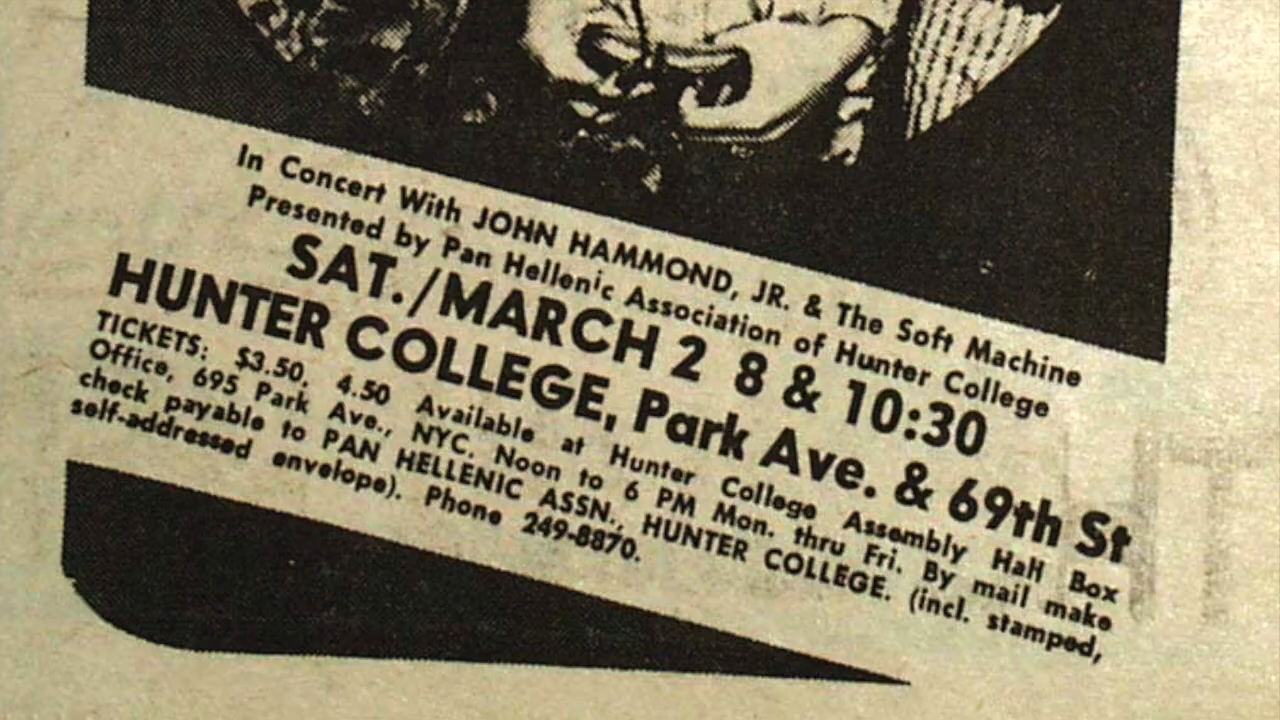 In Concert With JOHN HAMMOND, JR. & The Soft Machine
Presented by Pan Hellenic Association of Hunter College
SAT./MARCH 2 8 & 10:30
HUNTER COLLEGE, Park Ave. & 69th St
TICKETS: $3.50, 4.50 Available at Hunter College Assembly Hall Box
Office, 695 Park Ave., NYC. Noon to 6 PM Mon. thru Fri. By mail make
check payable to PAN HELLENIC ASSN., HUNTER COLLEGE. (incl. stamped,
self-addressed envelope). Phone 249-8870.